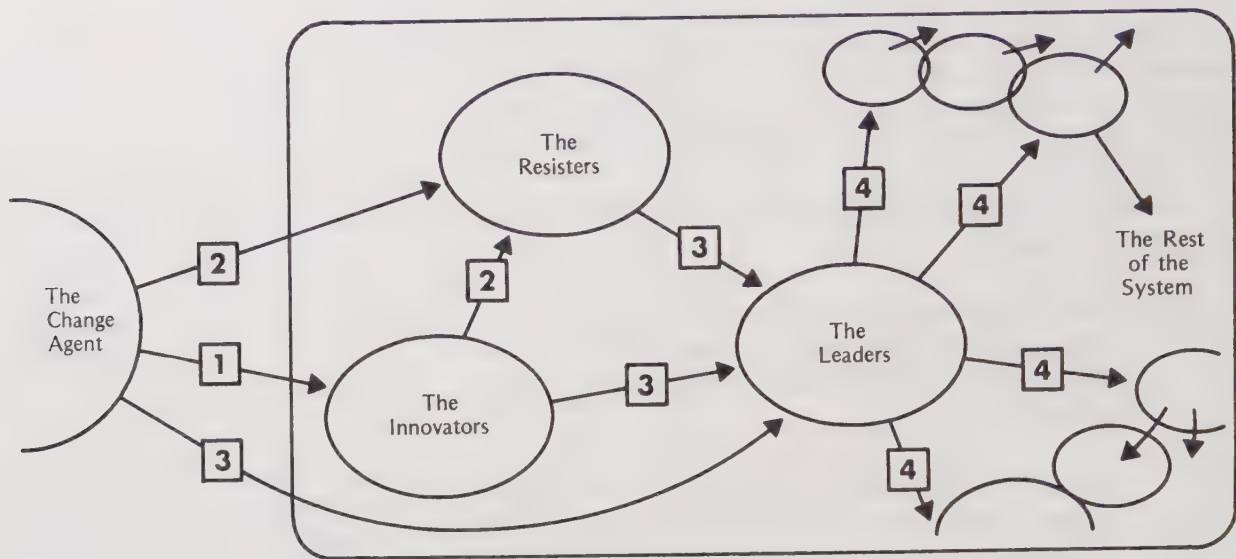 The
Resisters
4
4
The Rest
of the
System
2
3
2
The
Change
Agent
The
Leaders
1
4
The
Innovators
3
3
4